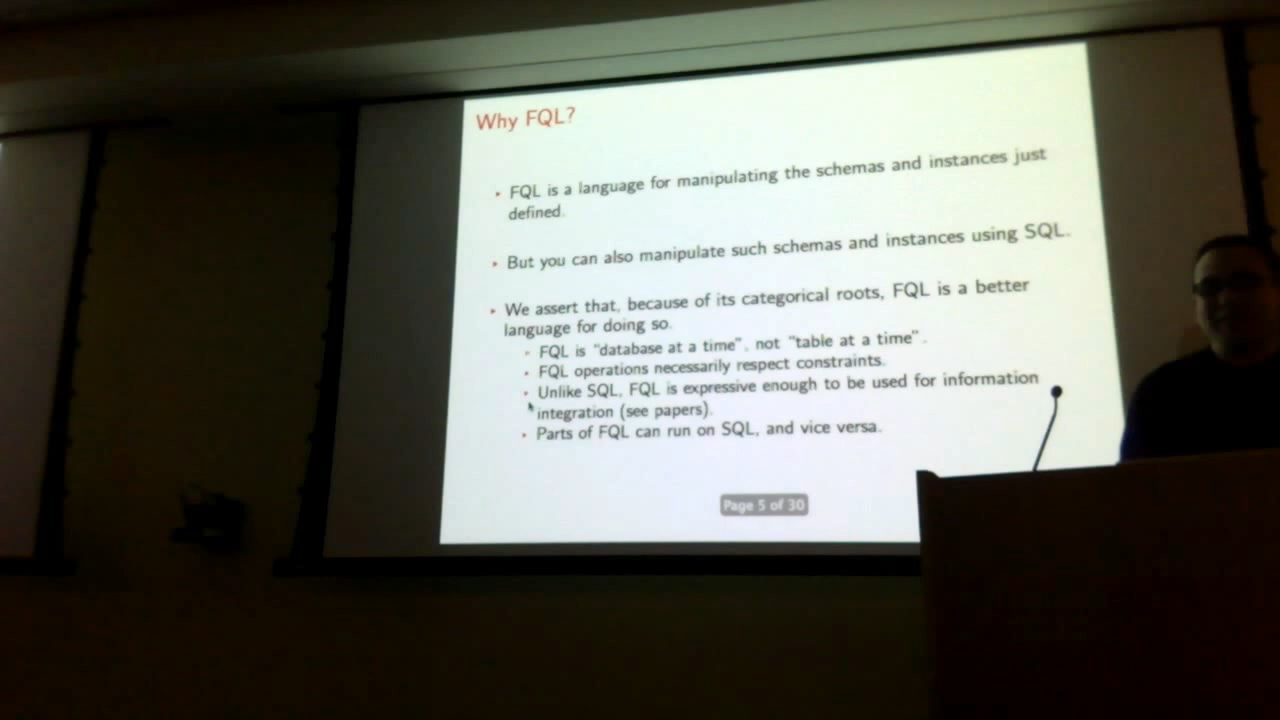 Why FQL?
FQL is a language for manipulating the schemas and instances just
defined.
But you can also manipulate such schemas and instances using SQL.
We assert that, because of its categorical roots, FQL is a better
language for doing so.
FQL is “database at a time”, not “table at a time”.
FQL operations necessarily respect constraints.
Unlike SQL, FQL is expressive enough to be used for information
integration (see papers).
Parts of FQL can run on SQL, and vice versa.
Page 5 of 30